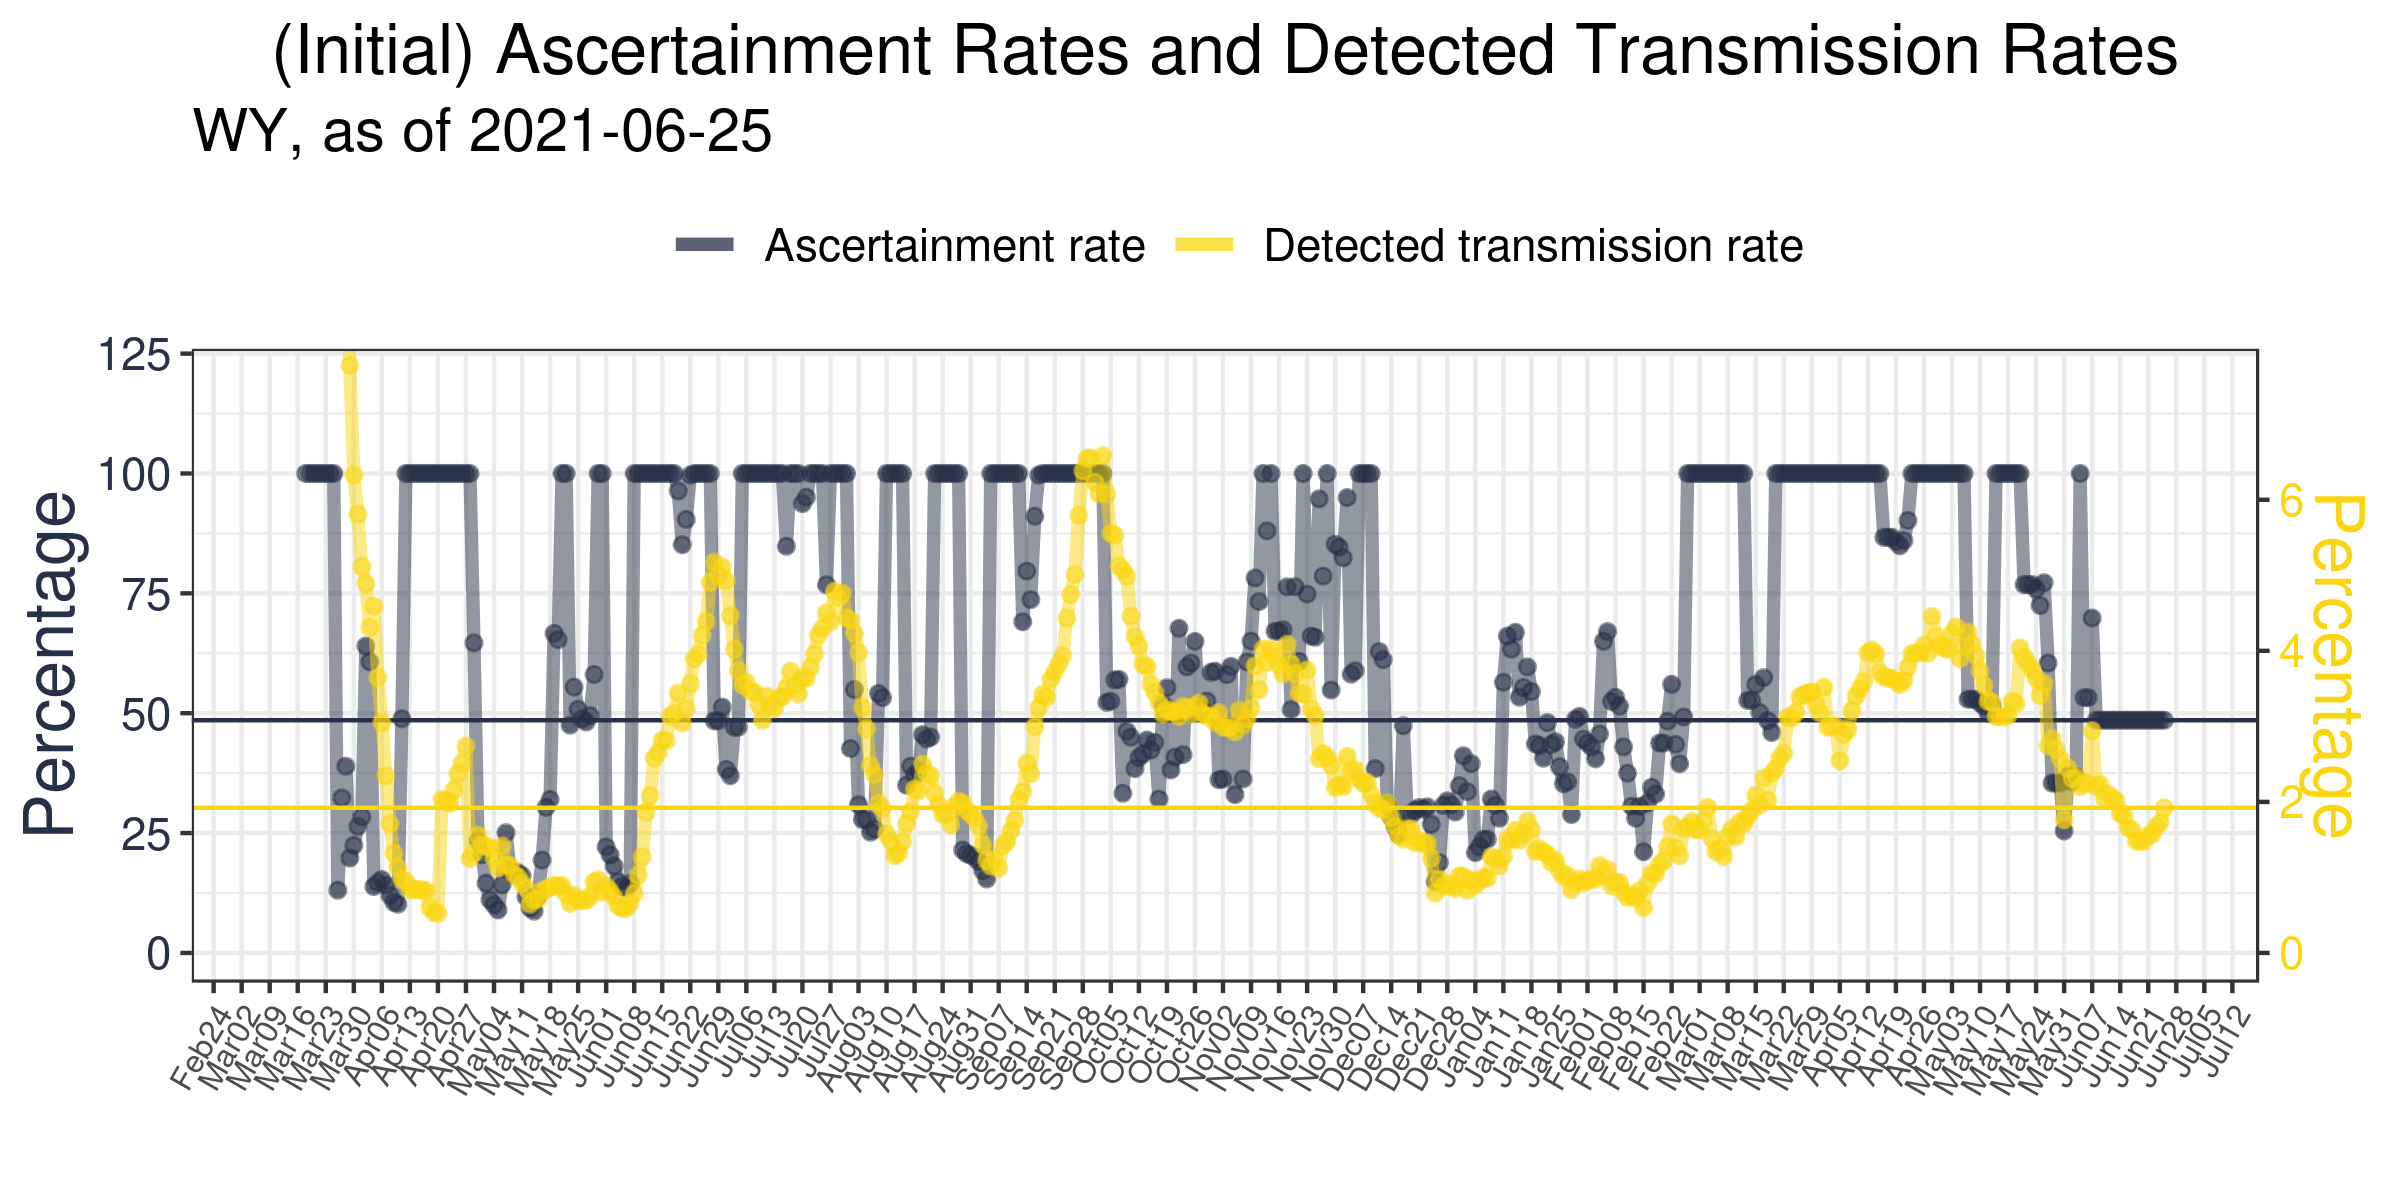 (Initial) Ascertainment Rates and Detected Transmission Rates
WY, as of 2021-06-25
Ascertainment rate
Detected transmission rate
125
100
75
50
25
0
Percentage
6
4
2
0
Percentage
Feb24
Mar02
Mar09
Mar16
Mar23
Mar30
Apr06
Apr13
Apr20
Apr27
May04
May11
May18
May25
Jun01
Jun08
Jun15
Jun22
Jun29
Jul06
Jul13
Jul20
Jul27
Aug03
Aug10
Aug17
Aug24
Aug31
Sep07
Sep14
Sep21
Sep28
Oct05
Oct12
Oct19
Oct26
Nov02
Nov09
Nov16
Nov23
Nov30
Dec07
Dec14
Dec21
Dec28
Jan04
Jan11
Jan18
Jan25
Feb01
Feb08
Feb15
Feb22
Mar01
Mar08
Mar15
Mar22
Mar29
Apr05
Apr12
Apr19
Apr26
May03
May10
May17
May24
May31
Jun07
Jun14
Jun21
Jun28
Jul05
Jul12